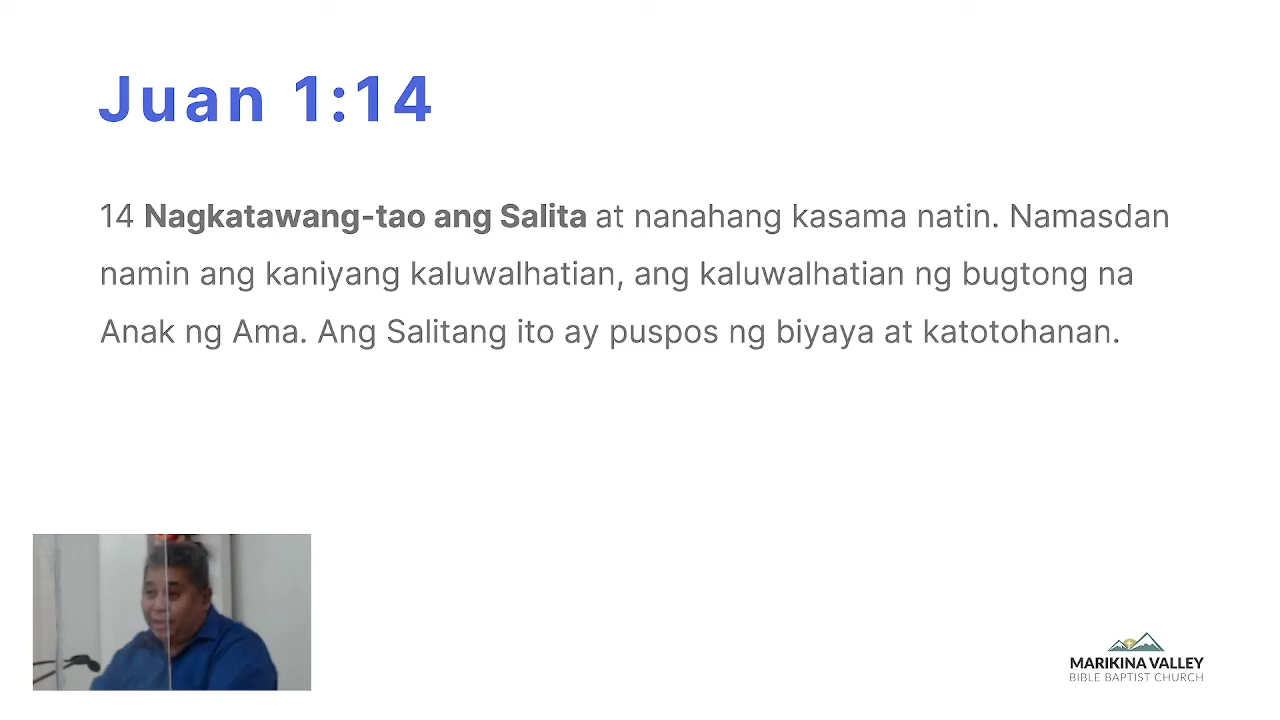 Juan 1:14
14 Nagkatawang-tao ang Salita at nanahang kasama natin. Namasdan
namin ang kaniyang kaluwalhatian, ang kaluwalhatian ng bugtong na
Anak ng Ama. Ang Salitang ito ay puspos ng biyaya at katotohanan.
MARIKINA VALLEY
BIBLE BAPTIST CHURCH